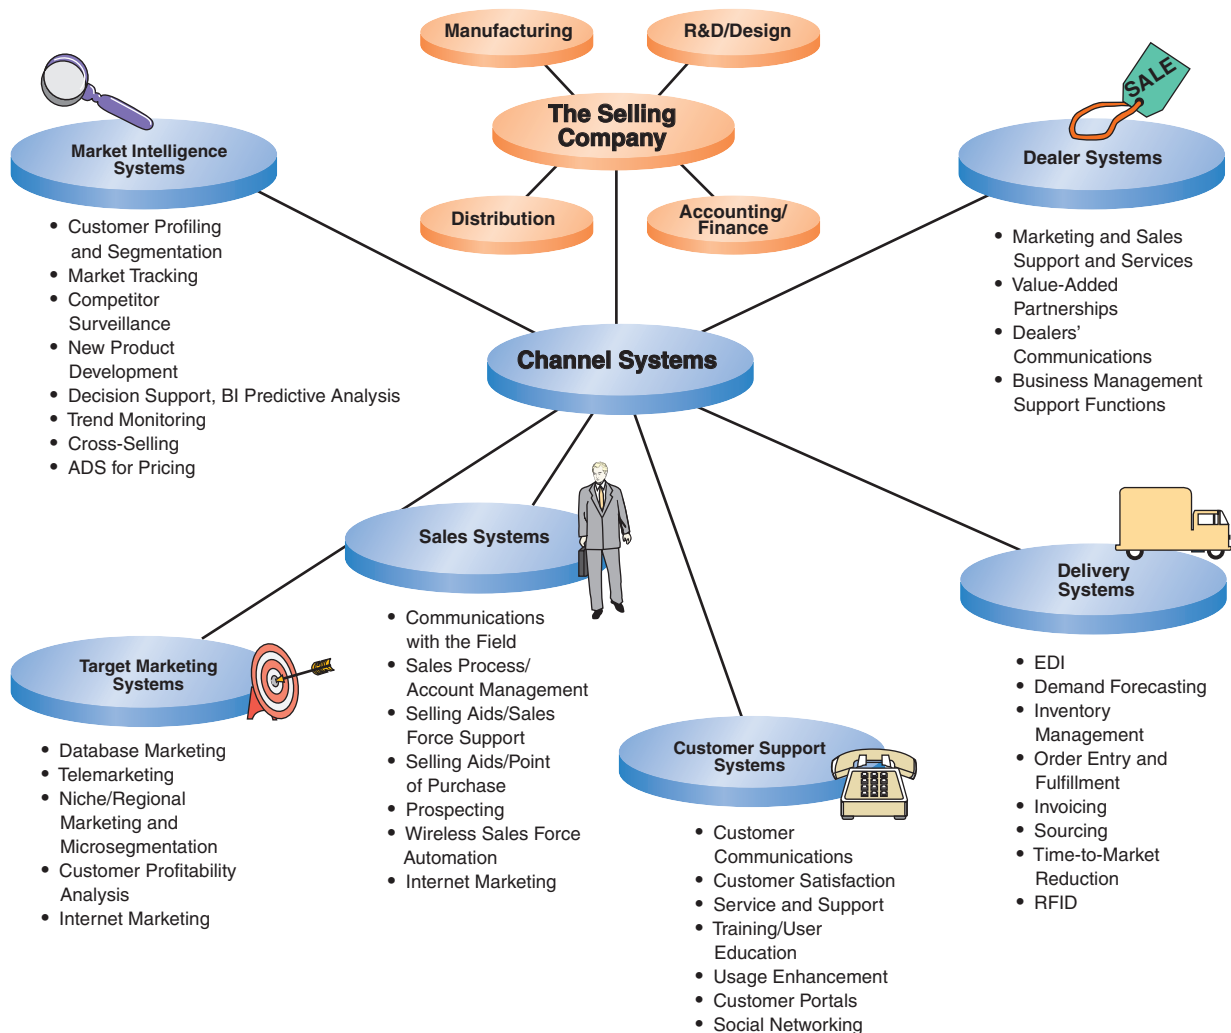 Manufacturing
R&D/Design
The Selling
Company
Distribution
Accounting/
Finance
SALE
Market Intelligence
Systems
• Customer Profiling
and Segmentation
• Market Tracking
• Competitor
Surveillance
• New Product
Development
• Decision Support, BI Predictive Analysis
• Trend Monitoring
• Cross-Selling
• ADS for Pricing
Dealer Systems
• Marketing and Sales
Support and Services
• Value-Added
Partnerships
• Dealers’
Communications
• Business Management
Support Functions
Channel Systems
Sales Systems
• Communications
with the Field
• Sales Process/
Account Management
• Selling Aids/Sales
Force Support
• Selling Aids/Point
of Purchase
• Prospecting
• Wireless Sales Force
Automation
• Internet Marketing
Delivery
Systems
• EDI
• Demand Forecasting
• Inventory
Management
• Order Entry and
Fulfillment
• Invoicing
• Sourcing
• Time-to-Market
Reduction
• RFID
Target Marketing
Systems
• Database Marketing
• Telemarketing
• Niche/Regional
Marketing and
Microsegmentation
• Customer Profitability
Analysis
• Internet Marketing
Customer Support
Systems
• Customer
Communications
• Customer Satisfaction
• Service and Support
• Training/User
Education
• Usage Enhancement
• Customer Portals
• Social Networking